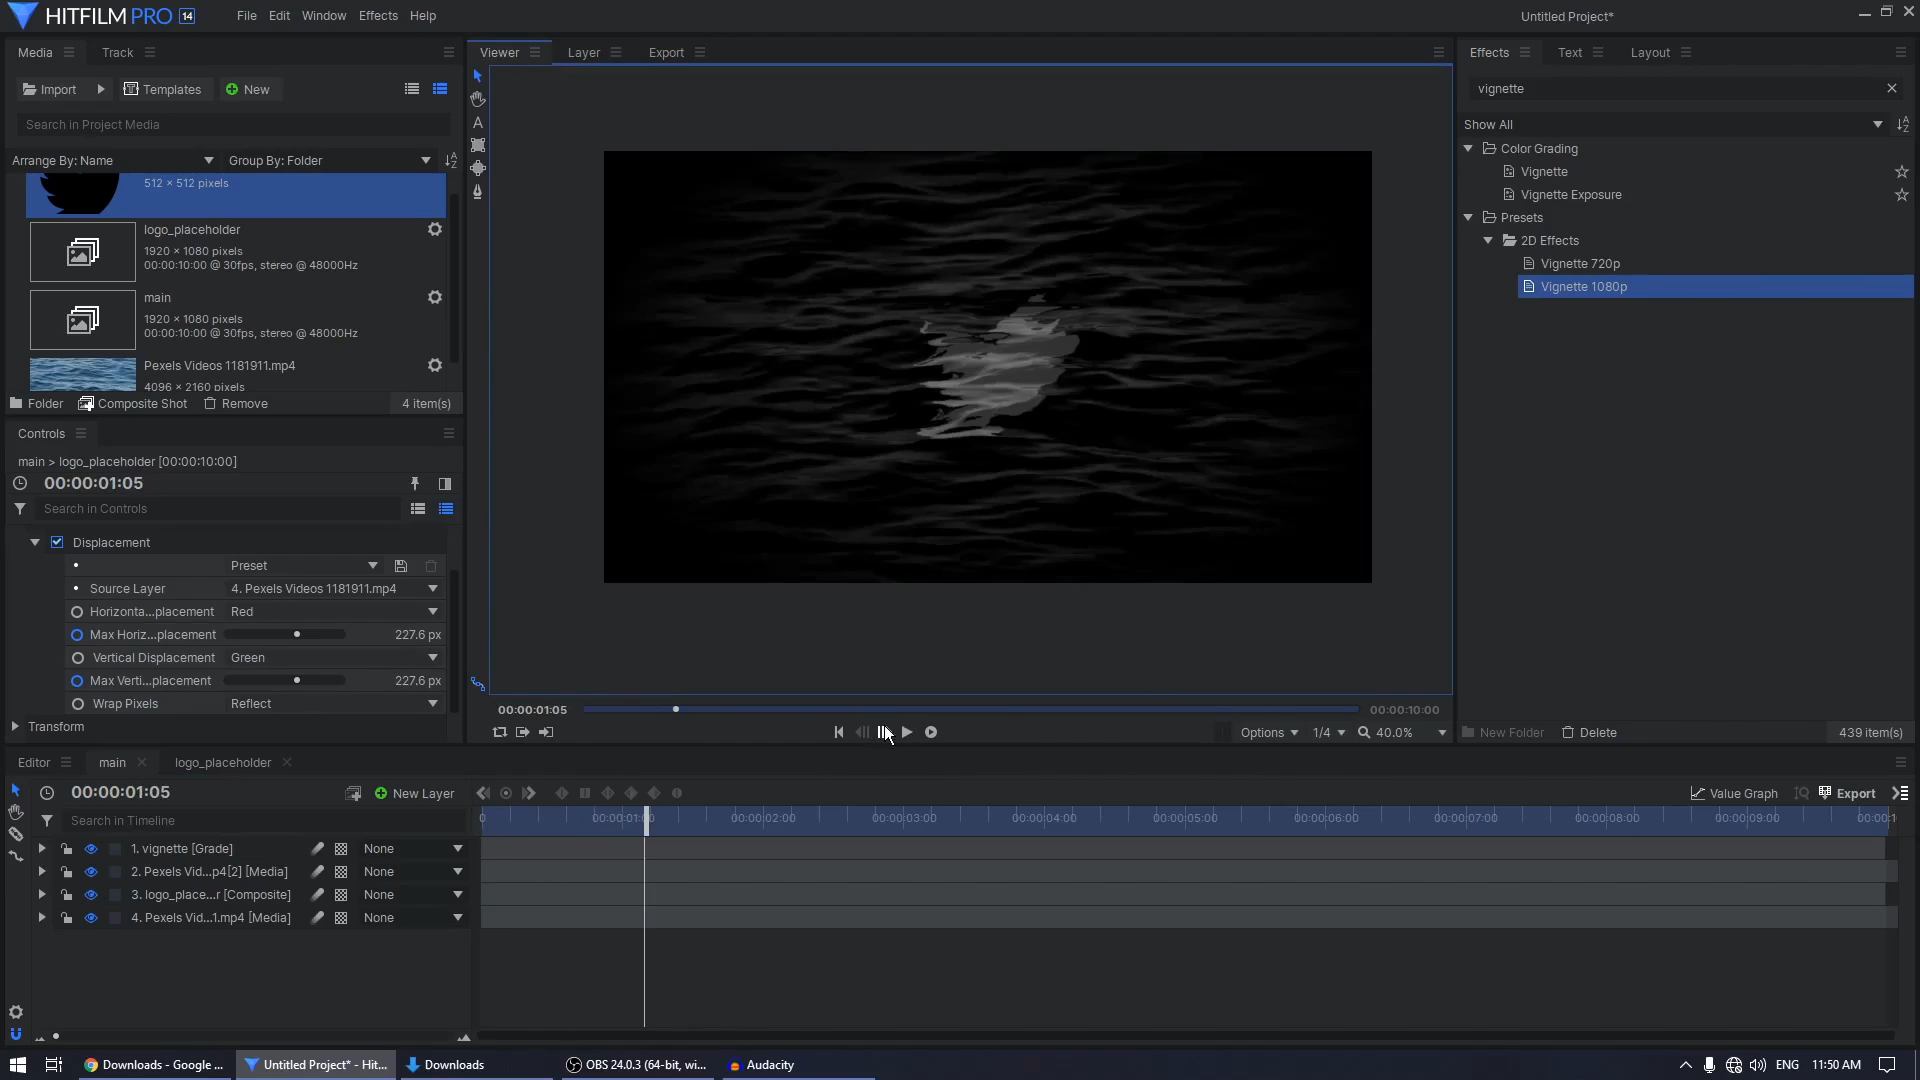 HITFILM PRO 14
File Edit Window Effects Help
Untitled Project*
Media
Track
Import
Templates
New
Search in Project Media
Arrange By: Name
Group By: Folder
512 × 512 pixels
logo_placeholder
1920 × 1080 pixels
00:00:10:00 @ 30fps, stereo @ 48000Hz
main
1920 × 1080 pixels
00:00:10:00 @ 30fps, stereo @ 48000Hz
Pexels Videos 1181911.mp4
4096 × 2160 pixels
Folder
Composite Shot
Remove
4 item(s)
Controls
main > logo_placeholder [00:00:10:00]
00:00:01:05
Search in Controls
Displacement
Preset
Source Layer 4. Pexels Videos 1181911.mp4
Horizonta...placement Red
Max Horiz...placement 227.6 px
Vertical Displacement Green
Max Verti...placement 227.6 px
Wrap Pixels Reflect
Transform
Viewer
Layer
Export
A
00:00:01:05
00:00:10:00
Options
1/4
40.0%
Effects
Text
Layout
vignette
Show All
Color Grading
Vignette
Vignette Exposure
Presets
2D Effects
Vignette 720p
Vignette 1080p
New Folder
Delete
439 item(s)
Editor
main
logo_placeholder
00:00:01:05
New Layer
Value Graph
Export
Search in Timeline
0 00:00:01:00 00:00:02:00 00:00:03:00 00:00:04:00 00:00:05:00 00:00:06:00 00:00:07:00 00:00:08:00 00:00:09:00 00:00:1
1. vignette [Grade] None
2. Pexels Vid...p4[2] [Media] None
3. logo_place...r [Composite] None
4. Pexels Vid...1.mp4 [Media] None
Downloads - Google ...
Untitled Project* - Hit...
Downloads
OBS 24.0.3 (64-bit, wi...
Audacity
ENG
11:50 AM